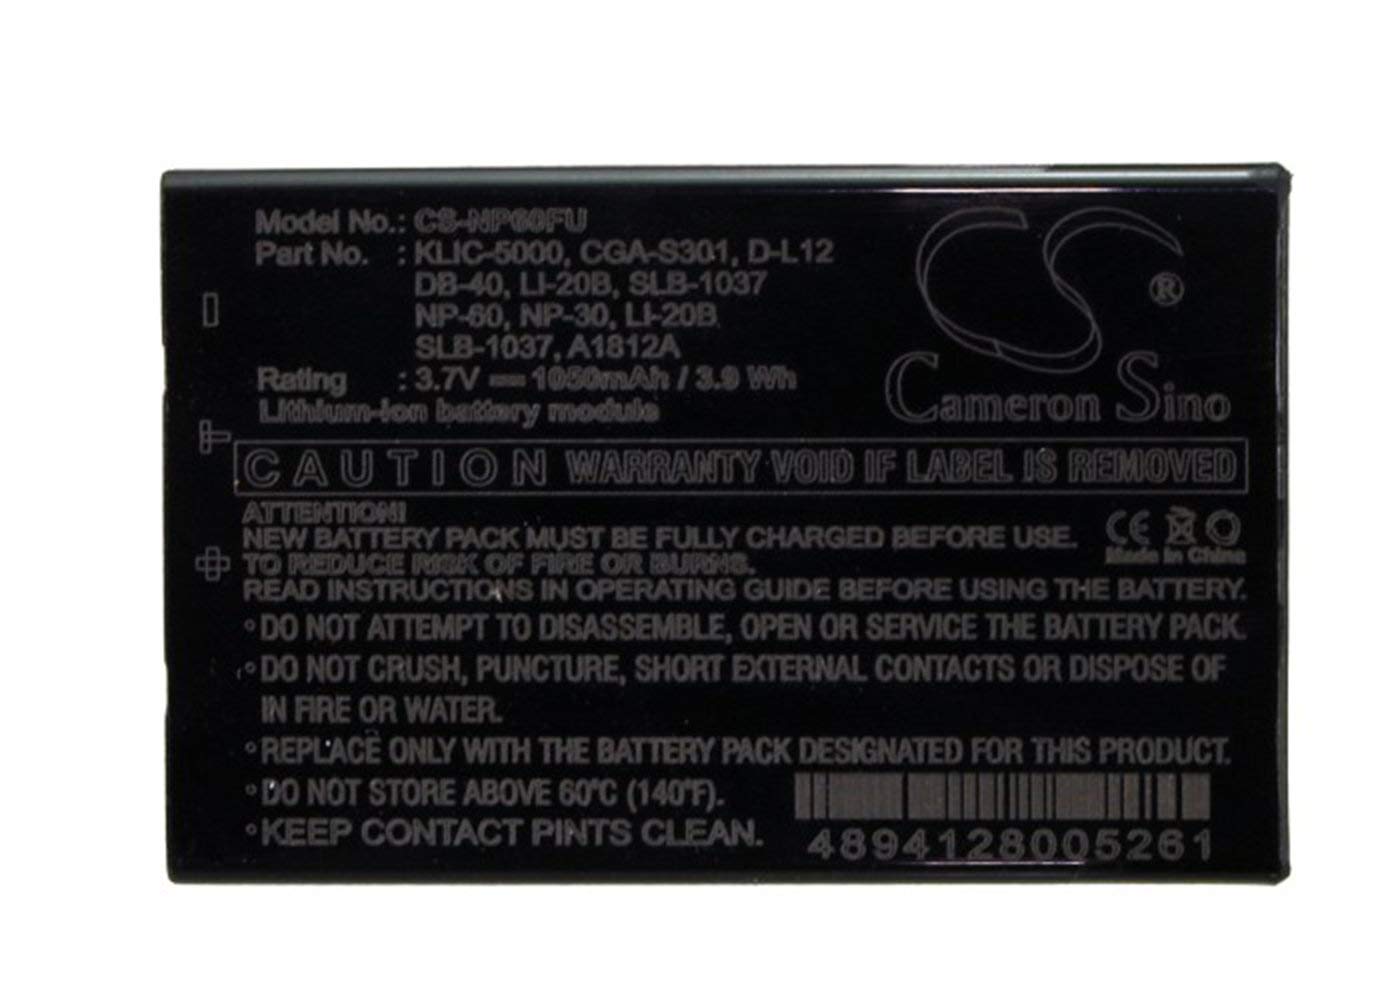 Model No.: CS-NP60FU
Part No. : KLIC-5000, CGA-S301, D-L12
DB-40, LI-20B, SLB-1037
NP-60, NP-30, LI-20B
SLB-1037, A1812A
Rating : 3.7V 1050mAh / 3.9 Wh
Lithium-ion battery module
CS ®
Cameron Sino
CAUTION WARRANTY VOID IF LABEL IS REMOVED
ATTENTION!
NEW BATTERY PACK MUST BE FULLY CHARGED BEFORE USE.
TO REDUCE RISK OF FIRE OR BURNS.
READ INSTRUCTIONS IN OPERATING GUIDE BEFORE USE THE BATTERY.
CE
Made in China
°DO NOT ATTEMPT TO DISASSEMBLE, OPEN OR SERVICE THE BATTERY PACK.
°DO NOT CRUSH, PUNCTURE, SHORT EXTERNAL CONTACTS OR DISPOSE OF
IN FIRE OR WATER.
°REPLACE ONLY WITH THE BATTERY PACK DESIGNATED FOR THIS PRODUCT.
°DO NOT STORE ABOVE 60°C (140°F).
°KEEP CONTACT PINTS CLEAN.
4894128005261
- T +